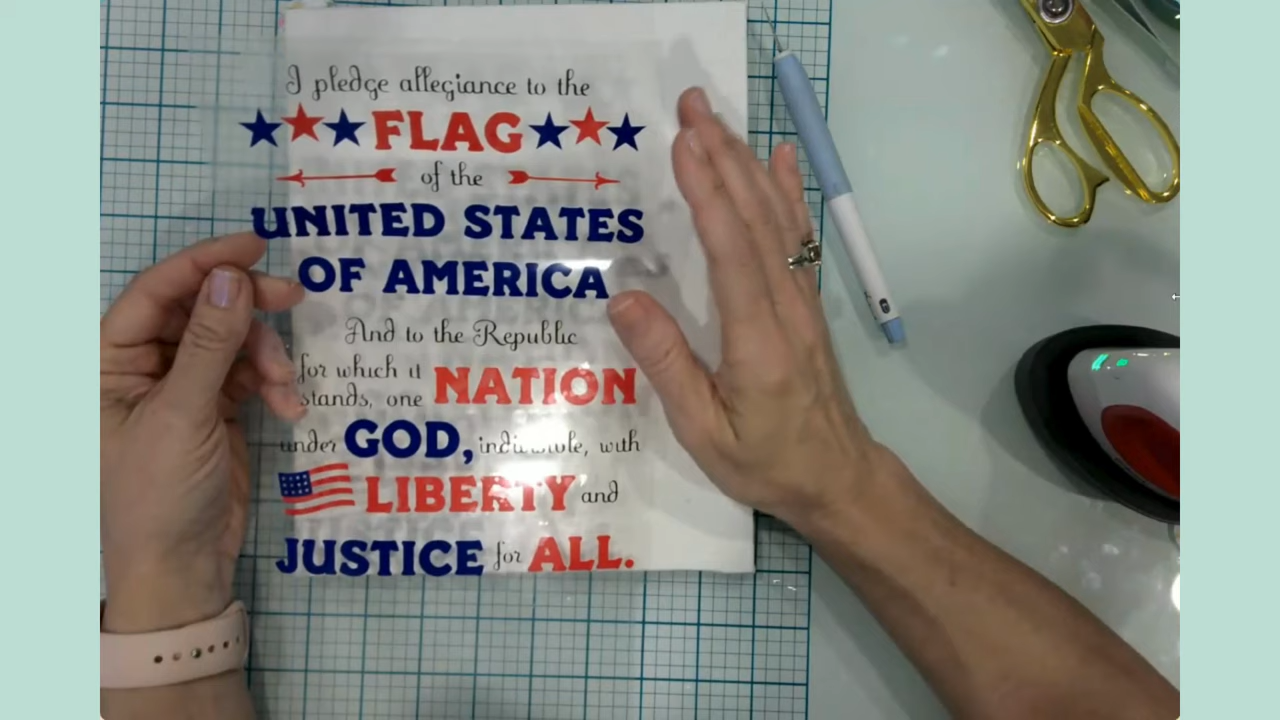 I pledge allegiance to the
FLAG
of the
UNITED STATES
OF AMERICA
And to the Republic
for which it
stands, one NATION
under GOD, with
LIBERTY and
JUSTICE for ALL.